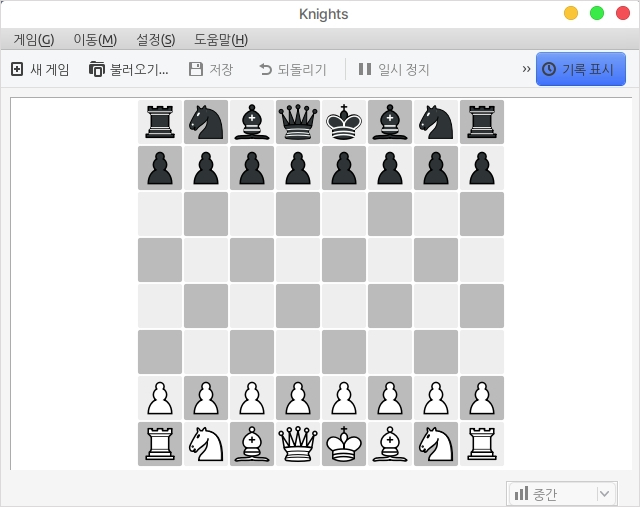 Knights
게임(G) 이동(M) 설정(S) 도움말(H)
새 게임 불러오기... 저장 되돌리기 일시 정지 ›› 기록 표시
중간